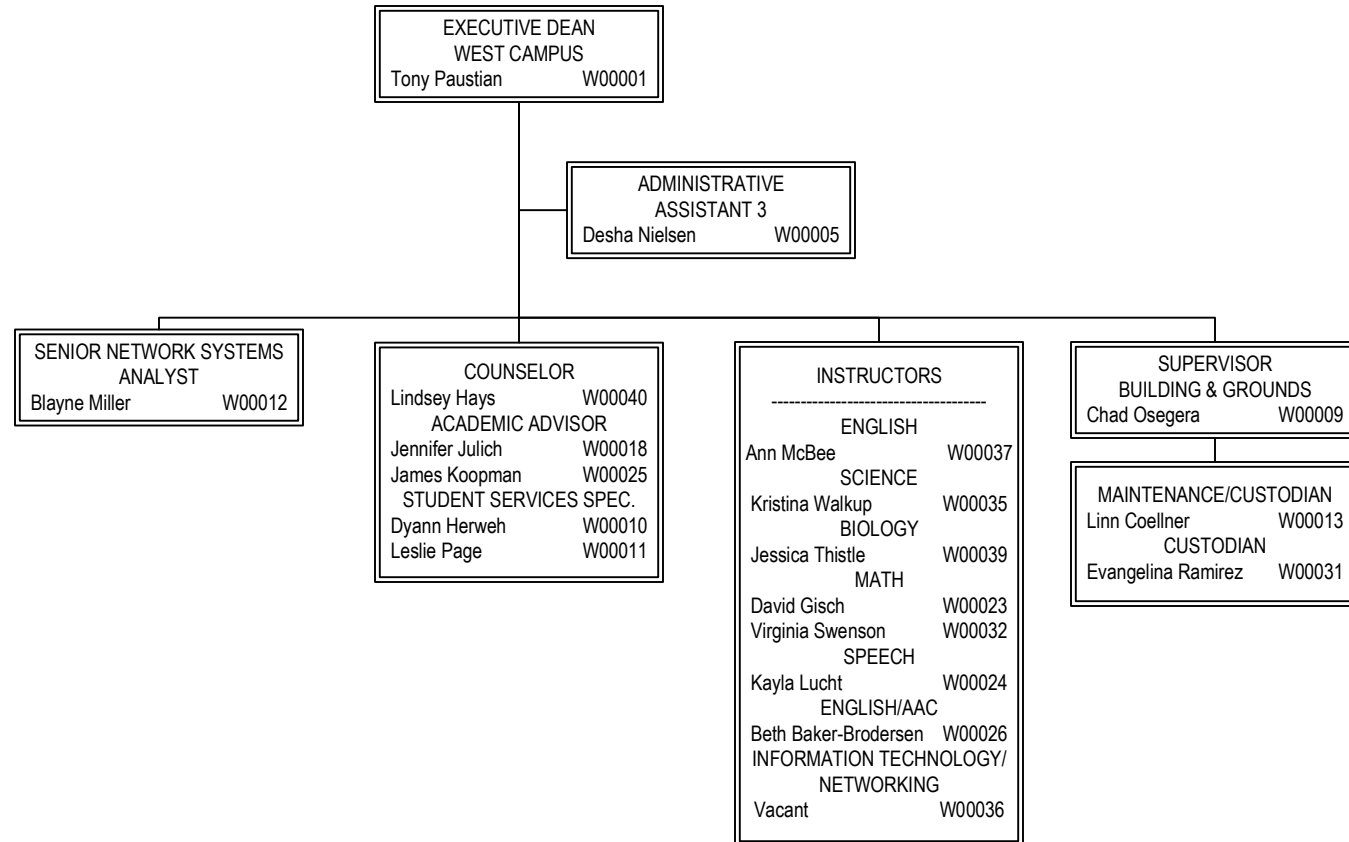 EXECUTIVE DEAN
WEST CAMPUS
Tony Paustian W00001
ADMINISTRATIVE
ASSISTANT 3
Desha Nielsen W00005
SENIOR NETWORK SYSTEMS
ANALYST
Blayne Miller W00012
COUNSELOR
Lindsey Hays W00040
ACADEMIC ADVISOR
Jennifer Julich W00018
James Koopman W00025
STUDENT SERVICES SPEC.
Dyann Herweh W00010
Leslie Page W00011
INSTRUCTORS
-------------------------------------
ENGLISH
Ann McBee W00037
SCIENCE
Kristina Walkup W00035
BIOLOGY
Jessica Thistle W00039
MATH
David Gisch W00023
Virginia Swenson W00032
SPEECH
Kayla Lucht W00024
ENGLISH/AAC
Beth Baker-Brodersen W00026
INFORMATION TECHNOLOGY/
NETWORKING
Vacant W00036
SUPERVISOR
BUILDING & GROUNDS
Chad Osegera W00009
MAINTENANCE/CUSTODIAN
Linn Coellner W00013
CUSTODIAN
Evangelina Ramirez W00031